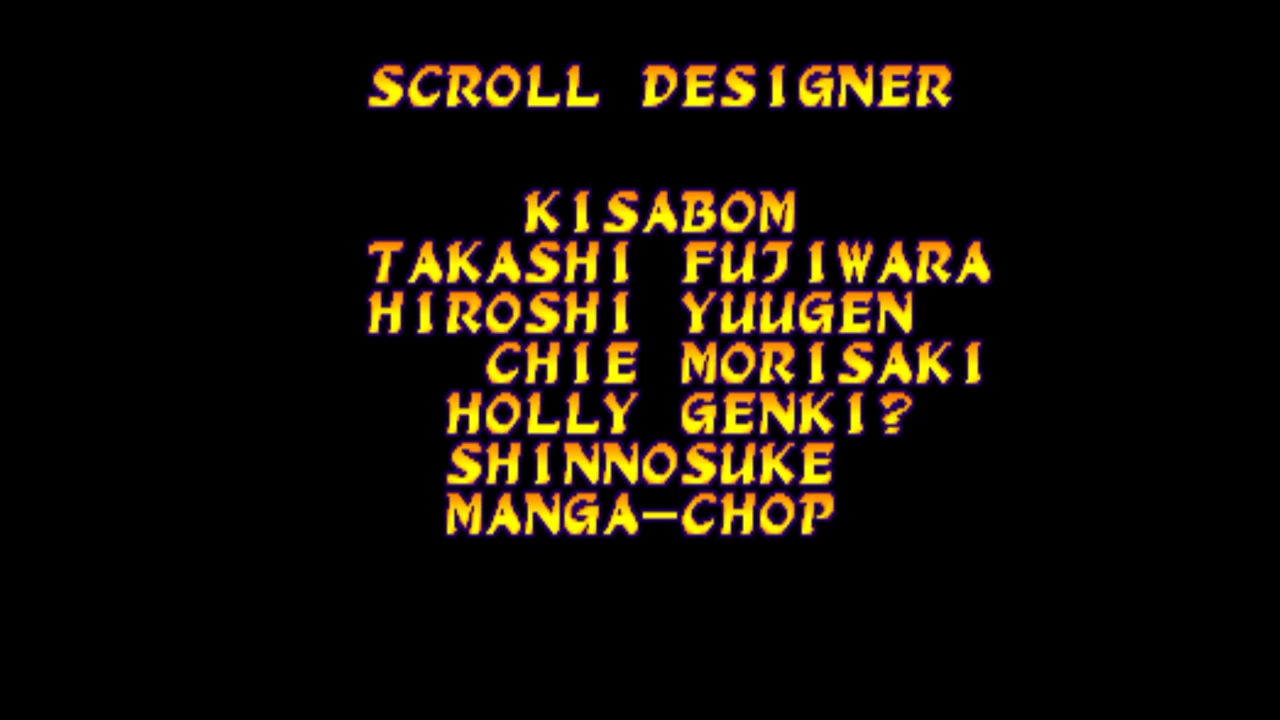 SCROLL DESIGNER
KISABOM
TAKASHI FUJIWARA
HIROSHI YUUGEN
CHIE MORISAKI
HOLLY GENKI?
SHINNOSUKE
MANGA-CHOP